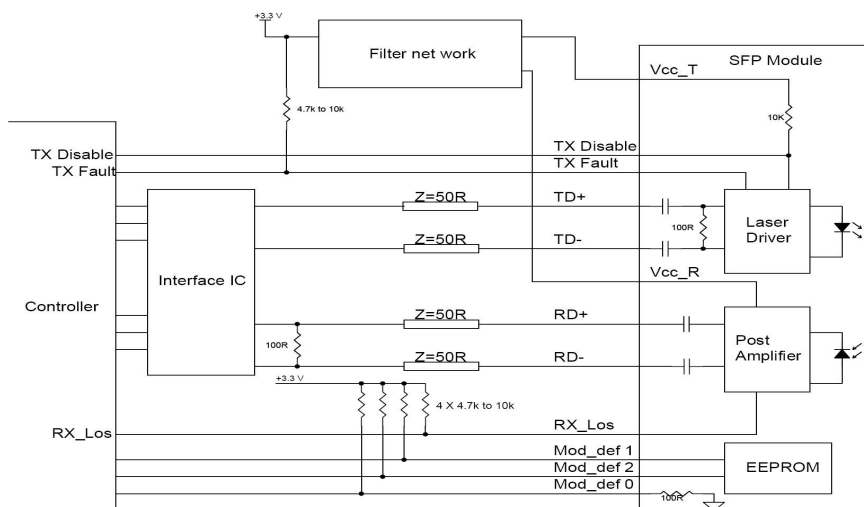 +3.3 V
Filter net work
SFP Module
Vcc_T
4.7k to 10k
10K
TX Disable
TX Disable
TX Fault
TX Fault
Z=50R
TD+
100R
Laser
Driver
Z=50R
TD-
Interface IC
Vcc_R
Controller
Z=50R
RD+
100R
Post
Amplifier
Z=50R
RD-
+3.3 V
4 X 4.7k to 10k
RX_Los
RX_Los
Mod_def 1
Mod_def 2
EEPROM
Mod_def 0
100R